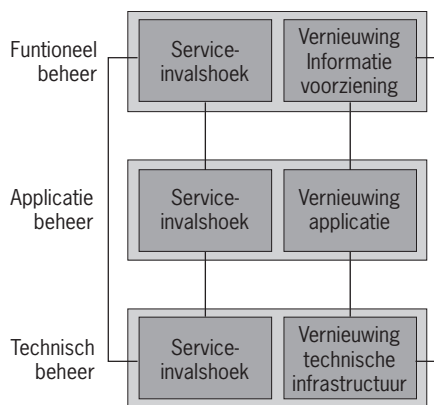 Funtioneel
beheer
Service-
invalshoek
Vernieuwing
Informatie
voorziening
Applicatie
beheer
Service-
invalshoek
Vernieuwing
applicatie
Technisch
beheer
Service-
invalshoek
Vernieuwing
technische
infrastructuur